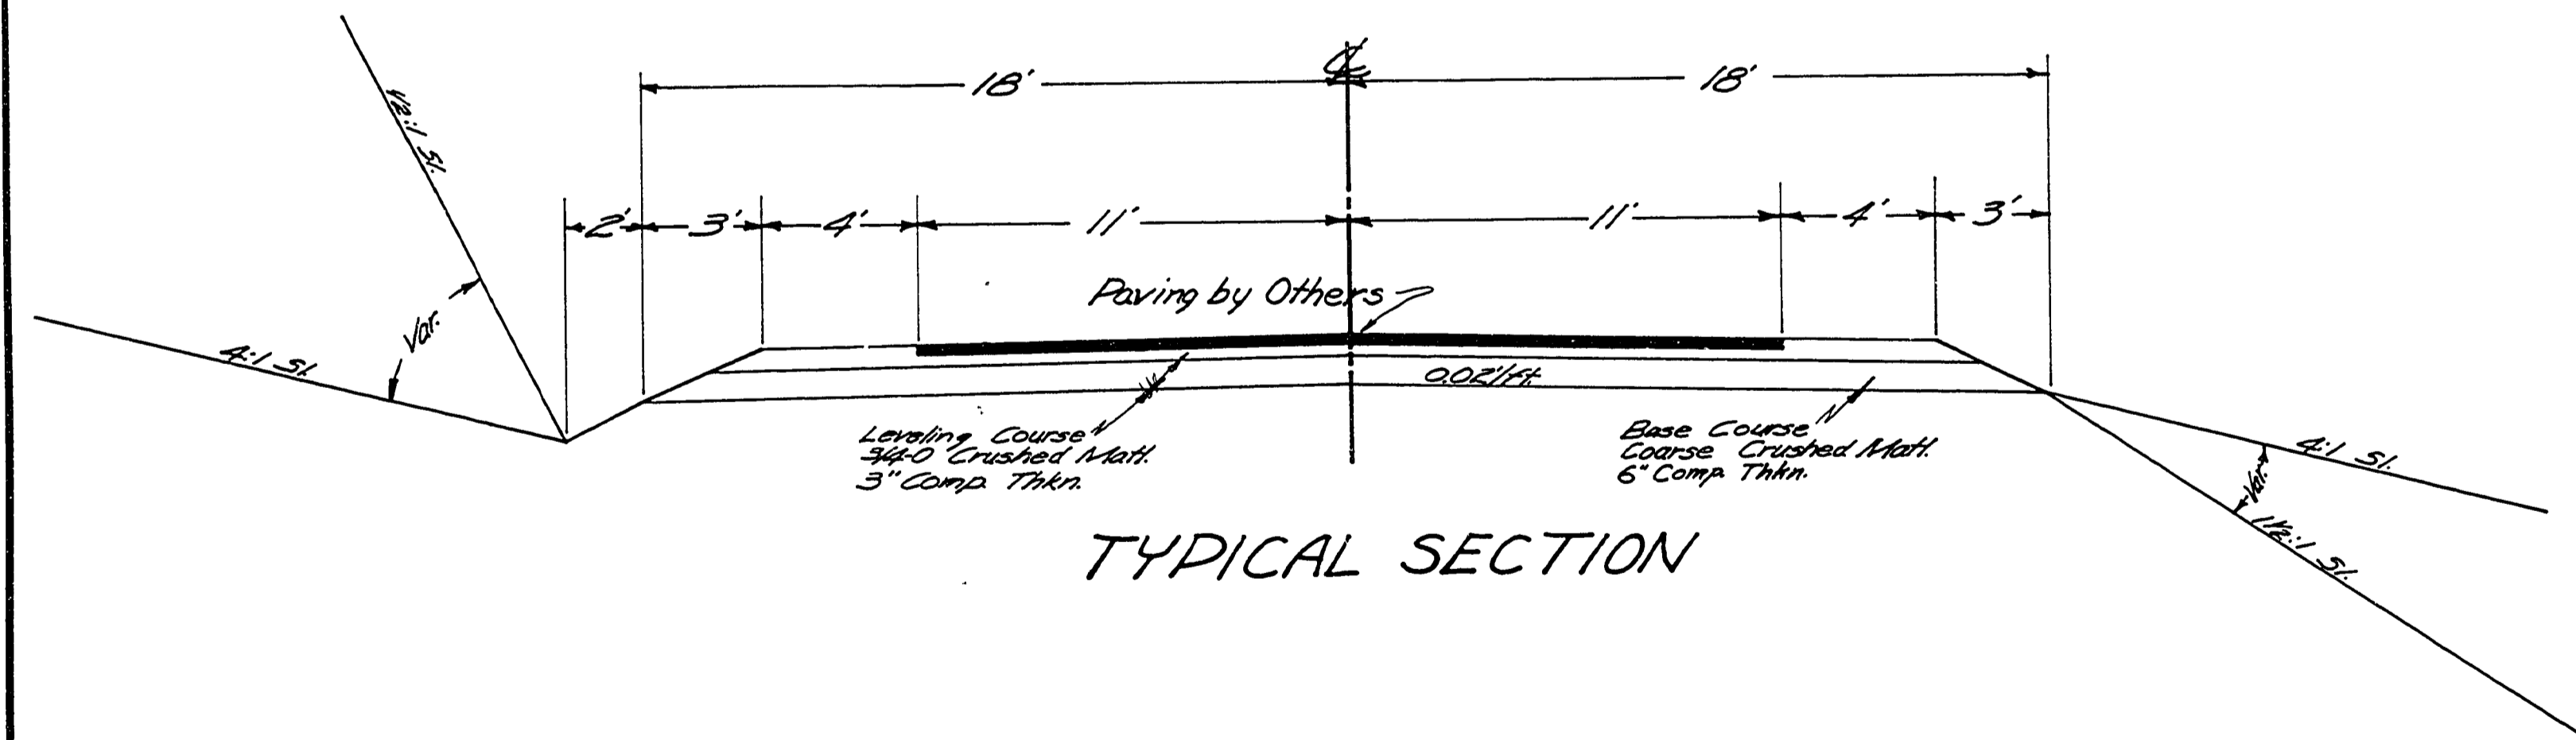 ℄
18'
18'
2'
3'
4'
11'
11'
4'
3'
1/2:1 Sl.
Paving by Others
Var.
4:1 Sl.
0.02'/ft.
Leveling Course
3/4-0 Crushed Matl.
3" Comp. Thkn.
Base Course
Coarse Crushed Matl.
6" Comp. Thkn.
4:1 Sl.
Var.
1 1/2:1 Sl.
TYPICAL SECTION